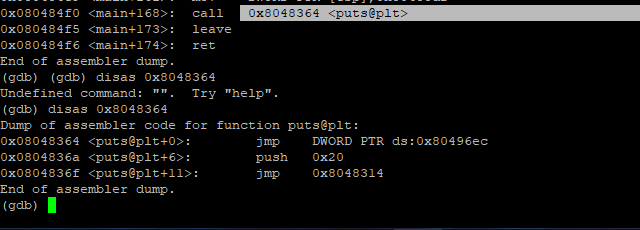 0x080484f0 <main+168>: call 0x8048364 <puts@plt>
0x080484f5 <main+173>: leave
0x080484f6 <main+174>: ret
End of assembler dump.
(gdb) (gdb) disas 0x8048364
Undefined command: "". Try "help".
(gdb) disas 0x8048364
Dump of assembler code for function puts@plt:
0x08048364 <puts@plt+0>: jmp DWORD PTR ds:0x80496ec
0x0804836a <puts@plt+6>: push 0x20
0x0804836f <puts@plt+11>: jmp 0x8048314
End of assembler dump.
(gdb)